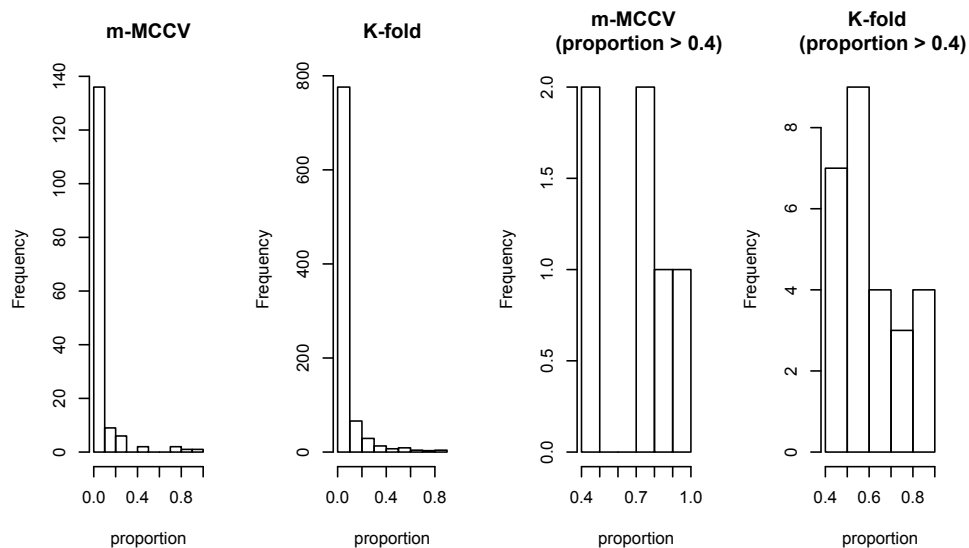 m-MCCV
Frequency
140
120
100
80
60
40
20
0
0.0 0.4 0.8
proportion
K-fold
Frequency
800
600
400
200
0
0.0 0.4 0.8
proportion
m-MCCV
(proportion > 0.4)
Frequency
2.0
1.5
1.0
0.5
0.0
0.4 0.7 1.0
proportion
K-fold
(proportion > 0.4)
Frequency
8
6
4
2
0
0.4 0.6 0.8
proportion